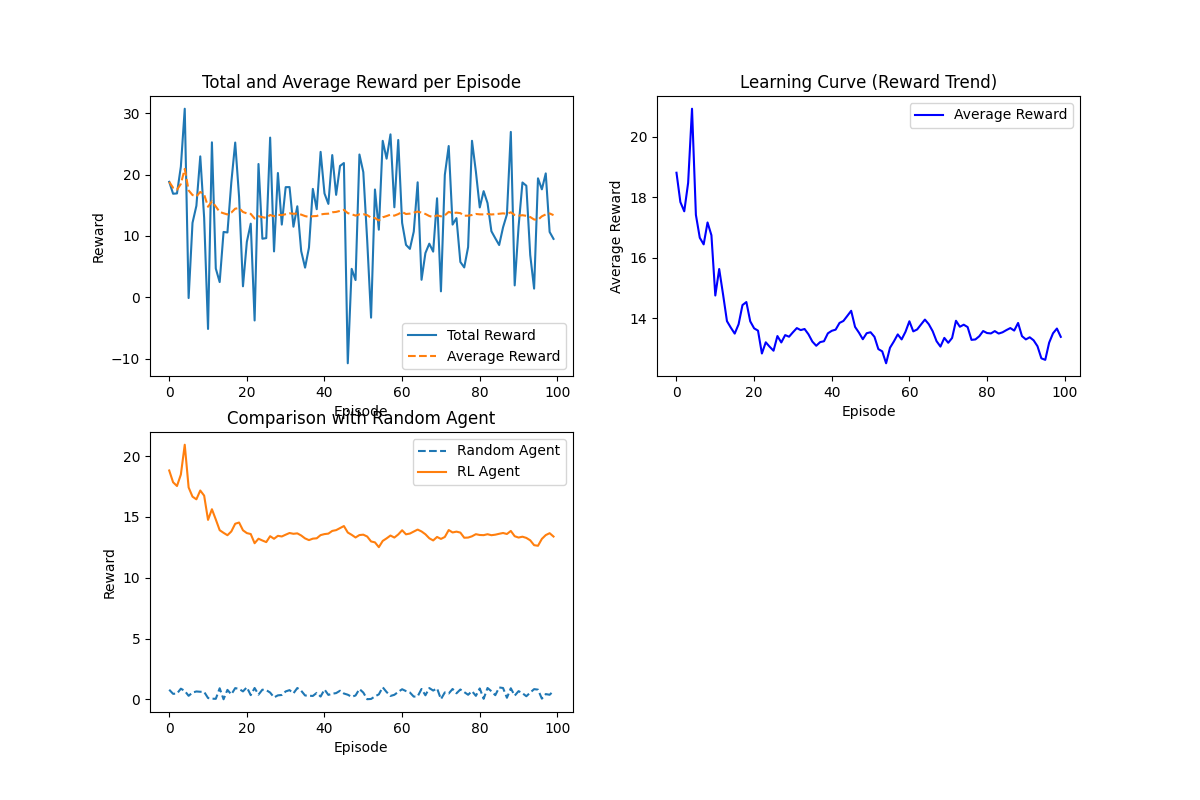 Total and Average Reward per Episode
Reward
30
20
10
0
−10
Total Reward
Average Reward
0 20 40 60 80 100
Episode
Learning Curve (Reward Trend)
Average Reward
20
18
16
14
Average Reward
0 20 40 60 80 100
Episode
Comparison with Random Agent
Reward
20
15
10
5
0
Random Agent
RL Agent
0 20 40 60 80 100
Episode